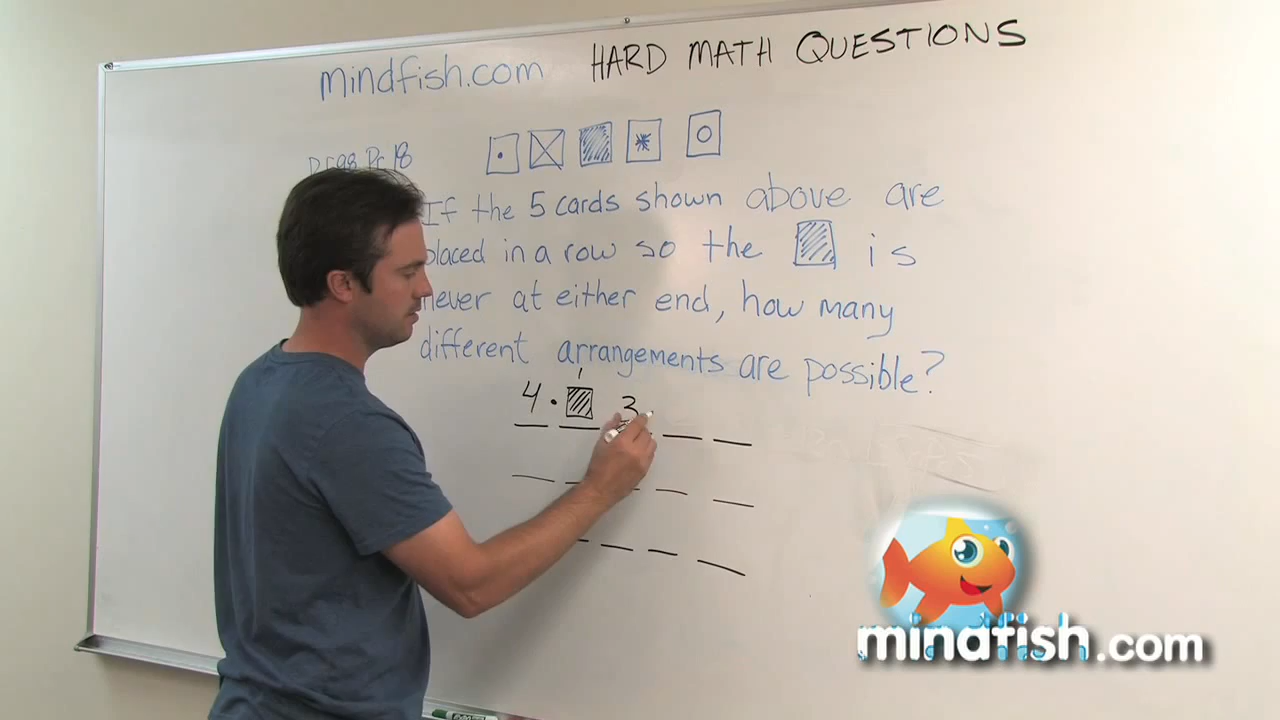 mindfish.com HARD MATH QUESTIONS
If the 5 cards shown above are
placed in a row so the is
never at either end, how many
different arrangements are possible?
1
4 · 3
mindfish.com